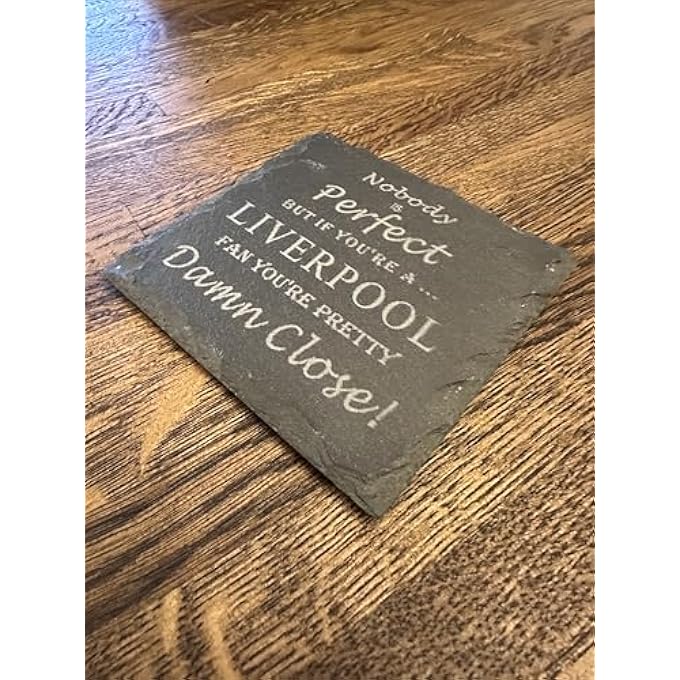 Nobody
is
Perfect
BUT IF YOU'RE A ...
LIVERPOOL
FAN YOU'RE PRETTY
Damn Close!